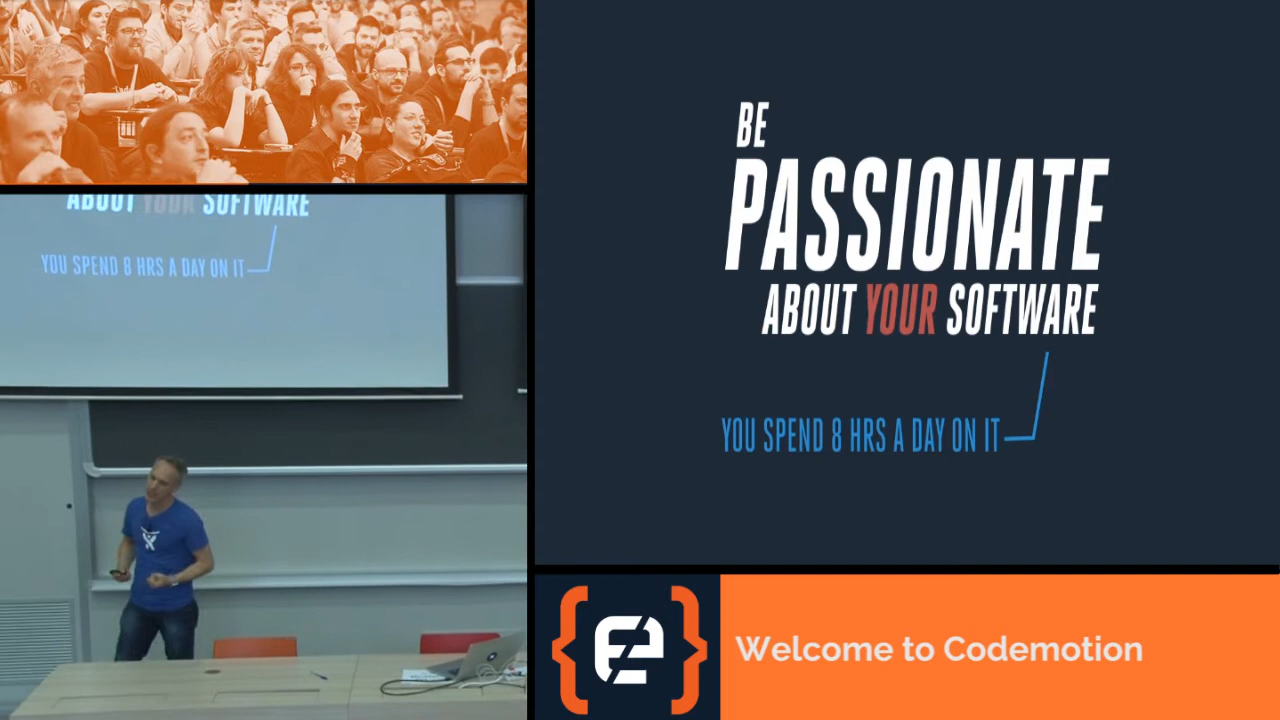 ABOUT YOUR SOFTWARE
YOU SPEND 8 HRS A DAY ON IT
BE
PASSIONATE
ABOUT YOUR SOFTWARE
YOU SPEND 8 HRS A DAY ON IT
Welcome to Codemotion